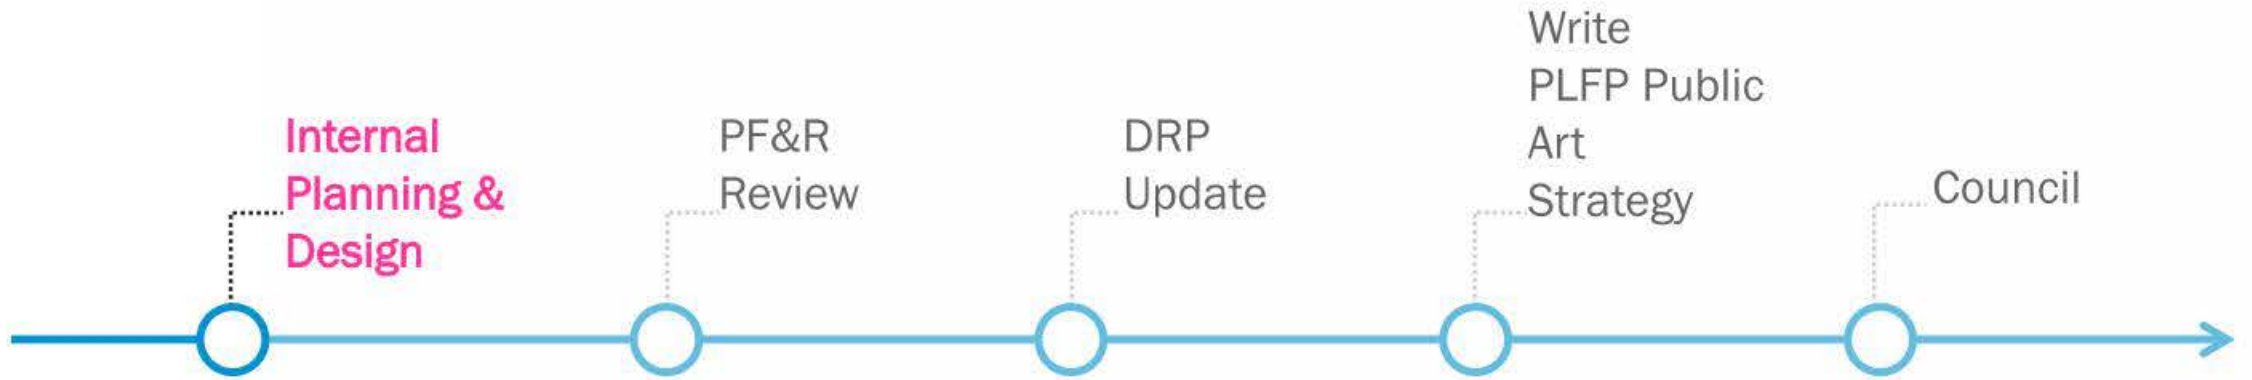 Internal
Planning &
Design
PF&R
Review
DRP
Update
Write
PLFP Public
Art
Strategy
Council